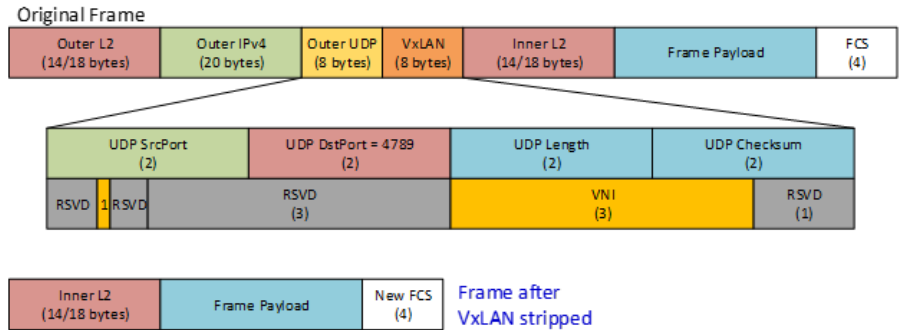 Original Frame
Outer L2 Outer IPv4 Outer UDP VxLAN Inner L2 Frame Payload FCS
(14/18 bytes) (20 bytes) (8 bytes) (8 bytes) (14/18 bytes) (4)
UDP SrcPort UDP DstPort = 4789 UDP Length UDP Checksum
(2) (2) (2) (2)
RSVD 1 RSVD RSVD VNI RSVD
(3) (3) (1)
Inner L2 Frame Payload New FCS Frame after
(14/18 bytes) (4) VxLAN stripped